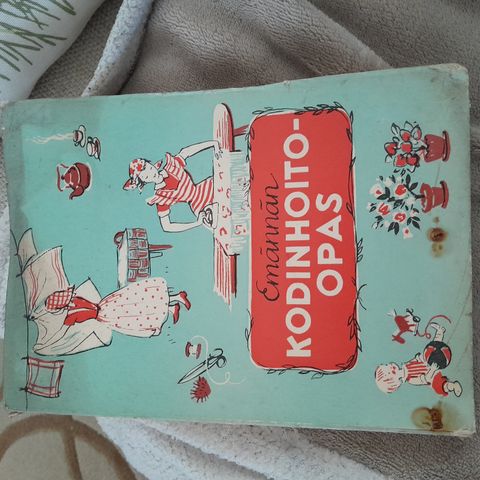 Emännän
KODINHOITO-
OPAS